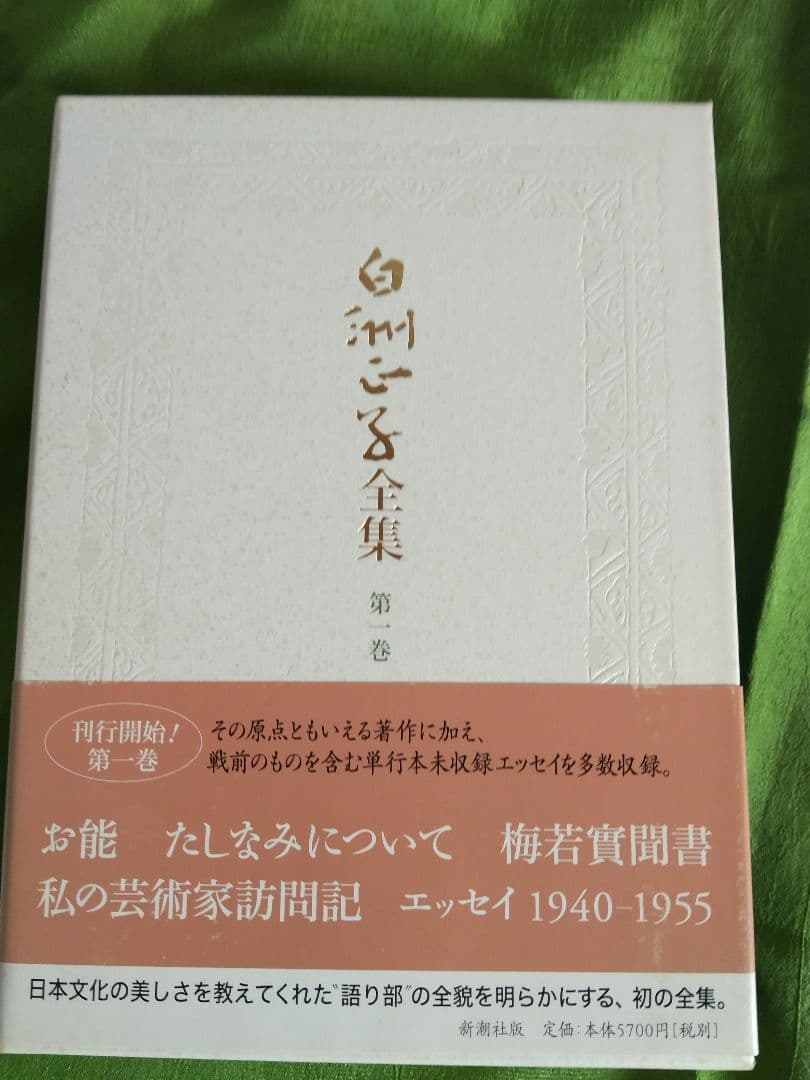 白洲正子全集
第一巻
刊行開始!
第一巻
その原点ともいえる著作に加え、
戦前のものを含む単行本未収録エッセイを多数収録。
お能 たしなみについて 梅若實聞書
私の芸術家訪問記 エッセイ 1940–1955
日本文化の美しさを教えてくれた〝語り部〟の全貌を明らかにする、初の全集。
新潮社版 定価:本体5700円[税別]